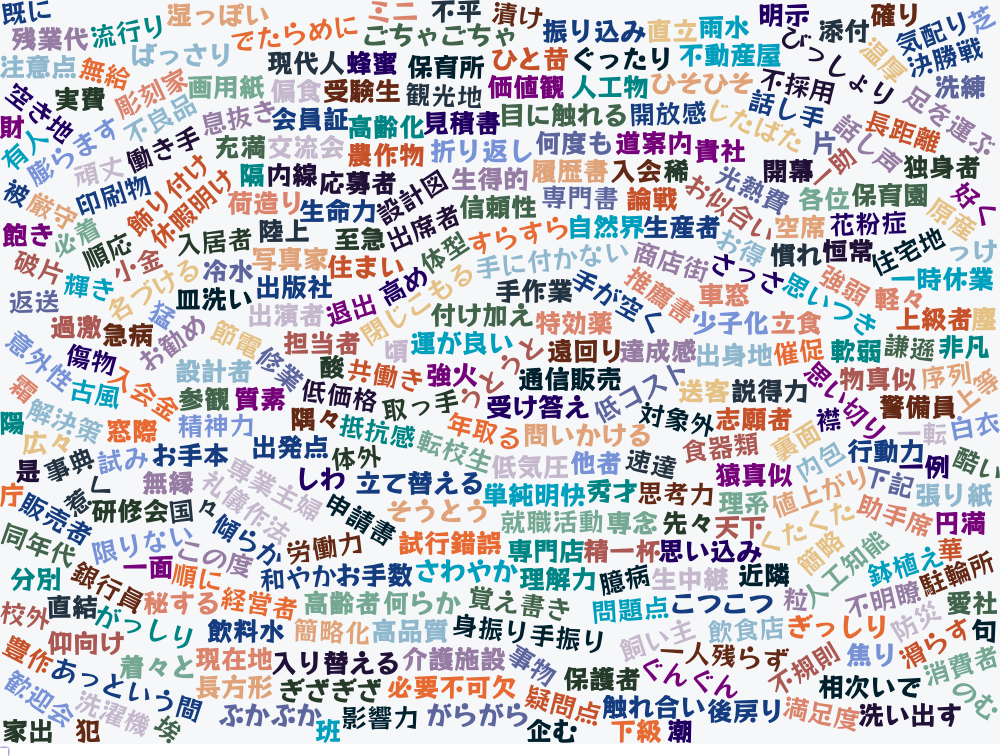 既に
湿っぽい
ミニ
不平
漬け
明示
確り
残業代
流行り
でたらめに
ごちゃごちゃ
振り込み
直立
雨水
添付
気配り
芝
注意点
無給
ばっさり
現代人
蜂蜜
保育所
ひと昔
ぐったり
不動産屋
びっしょり
温厚
決勝戦
空き地
実費
彫刻家
画用紙
偏食
受験生
観光地
価値観
人工物
ひそひそ
不採用
洗練
財
有人
膨らます
不良品
息抜き
会員証
高齢化
見積書
目に触れる
開放感
じたばた
話し手
片
話し声
長距離
足を運ぶ
頑丈
働き手
充満
交流会
農作物
折り返し
何度も
道案内
貴社
開幕
助
独身者
被
厳守
印刷物
飾り付け
隔
内線
応募者
設計図
生得的
履歴書
入会
稀
光熱費
各位
保育園
好く
飽き
必着
順応
休暇明け
荷造り
生命力
信頼性
専門書
論戦
お似合い
空席
花粉症
原産
破片
小金
入居者
陸上
至急
出席者
体型
すらすら
自然界
生産者
お得
慣れ
恒常
住宅地
っけ
返送
輝き
名づける
冷水
写真家
住まい
高め
閉じこもる
手に付かない
商店街
さっさ
思いつき
強弱
軽々
一時休業
過激
急病
猛
皿洗い
出版社
出演者
退出
付け加え
手作業
手が空く
推薦書
車窓
少子化
立食
上級者
塵
意外性
傷物
お勧め
節電
修業
担当者
頃
運が良い
特効薬
とうとう
遠回り
達成感
出身地
催促
軟弱
謙遜
非凡
霜
古風
入会金
設計者
参観
質素
酸
共働き
強火
低価格
取っ手
通信販売
低コスト
送客
説得力
思い切り
物真似
序列
上等
陽
解決策
広々
窓際
精神力
隅々
抵抗感
転校生
年取る
受け答え
問いかける
対象外
志願者
襟
警備員
一転
白衣
是
事典
試み
お手本
出発点
体外
低気圧
他者
速達
食器類
裏面
内包
行動力
一例
酷い
庁
販売者
惹く
無縁
専業主婦
礼儀作法
しわ
立て替える
単純明快
秀才
思考力
猿真似
理系
値上がり
下記
張り紙
同年代
研修会
国々
傾らか
申請書
そうとう
就職活動
専念
先々
天下
くたくた
助手席
円満
分別
限りない
一面
この度
労働力
試行錯誤
専門店
精一杯
思い込み
簡略
人工知能
鉢植え
華
校外
銀行員
順に
和やか
お手数
さわやか
理解力
臆病
生中継
近隣
粒
不明瞭
駐輪所
直結
がっしり
秘する
経営者
高齢者
何らか
覚え書き
問題点
こつこつ
防災
愛社
豊作
仰向け
飲料水
簡略化
高品質
身振り手振り
飼い主
飲食店
ぎっしり
滑らす
句
歓迎会
あっという間
着々と
現在地
入り替える
介護施設
事物
保護者
一人残らず
ぐんぐん
不規則
焦り
消費者
洗濯機
長方形
ぎざぎざ
必要不可欠
疑問点
触れ合い
後戻り
満足度
相次いで
のむ
家出
犯
埃
ぶかぶか
班
影響力
がらがら
企む
下級
潮
洗い出す